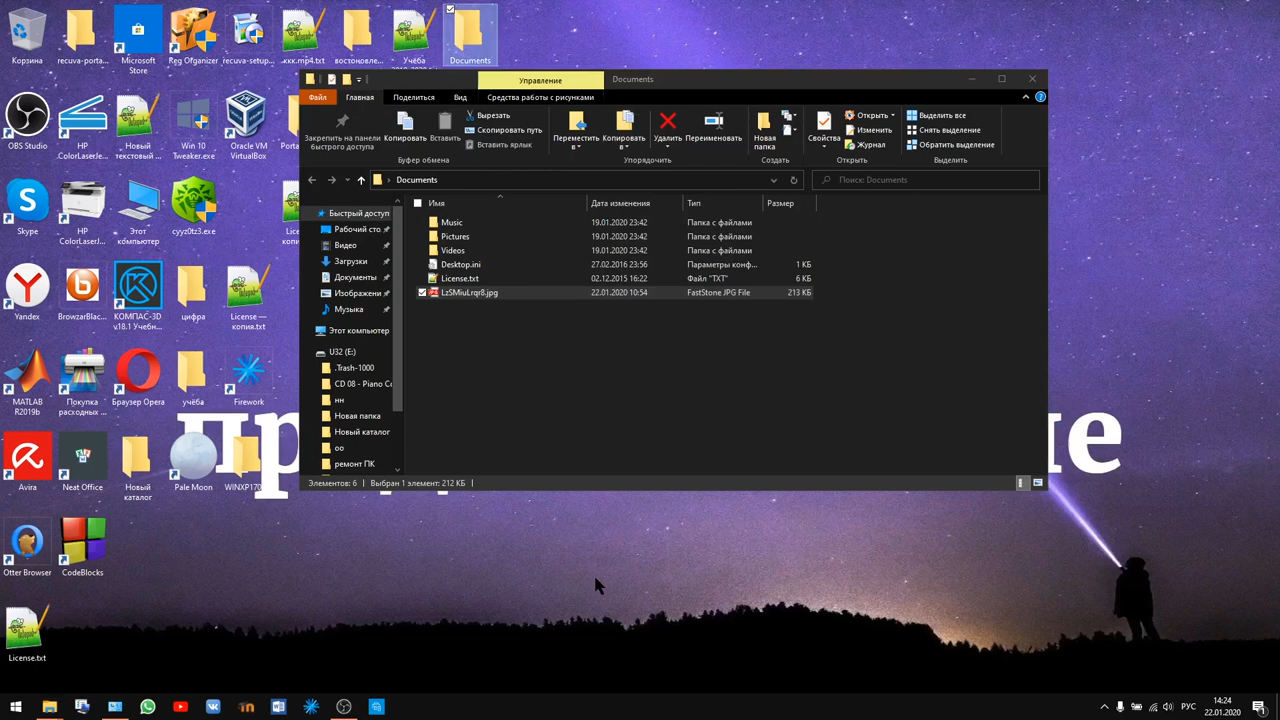 Корзина
recuva-porta...
Microsoft Store
Reg Organizer
recuva-setup...
.ккк.mp4.txt
востоновле...
Учёба
Documents
Управление
Documents
Файл
Главная
Поделиться
Вид
Средства работы с рисунками
Закрепить на панели быстрого доступа
Копировать
Вставить
Вырезать
Скопировать путь
Вставить ярлык
Буфер обмена
Переместить в
Копировать в
Удалить
Переименовать
Упорядочить
Новая папка
Создать
Свойства
Открыть
Изменить
Журнал
Открыть
Выделить все
Снять выделение
Обратить выделение
Выделить
Documents
Поиск: Documents
Имя
Дата изменения
Тип
Размер
Music 19.01.2020 23:42 Папка с файлами
Pictures 19.01.2020 23:42 Папка с файлами
Videos 19.01.2020 23:42 Папка с файлами
Desktop.ini 27.02.2016 23:56 Параметры конф... 1 КБ
License.txt 02.12.2015 16:22 Файл "TXT" 6 КБ
LzSMiuLrqr8.jpg 22.01.2020 10:54 FastStone JPG File 213 КБ
Быстрый доступ
Рабочий сто
Видео
Загрузки
Документы
Изображени
Музыка
Этот компьютер
U32 (E:)
.Trash-1000
CD 08 - Piano Co
нн
Новая папка
Новый каталог
оо
ремонт ПК
Элементов: 6
Выбран 1 элемент: 212 КБ
OBS Studio
HP ColorLaserJe...
Новый текстовый ...
Win 10 Tweaker.exe
Oracle VM VirtualBox
Porta
Skype
HP ColorLaserJ...
Этот компьютер
cyyz0tz3.exe
Yandex
BrowzarBlac...
КОМПАС-3D v.18.1 Учебн...
цифра
License — копия.txt
MATLAB R2019b
Покупка расходных ...
Браузер Opera
учёба
Firework
Avira
Neat Office
Новый каталог
Pale Moon
WINXP170
Otter Browser
CodeBlocks
License.txt
РУС
14:24
22.01.2020
1